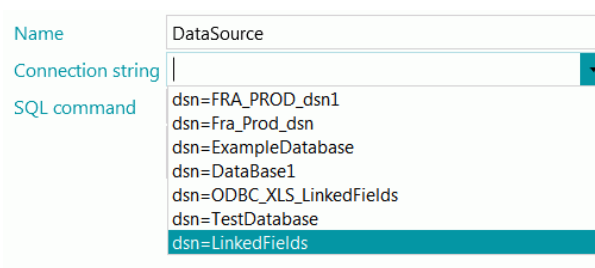 Name DataSource
Connection string
SQL command
dsn=FRA_PROD_dsn1
dsn=Fra_Prod_dsn
dsn=ExampleDatabase
dsn=DataBase1
dsn=ODBC_XLS_LinkedFields
dsn=TestDatabase
dsn=LinkedFields